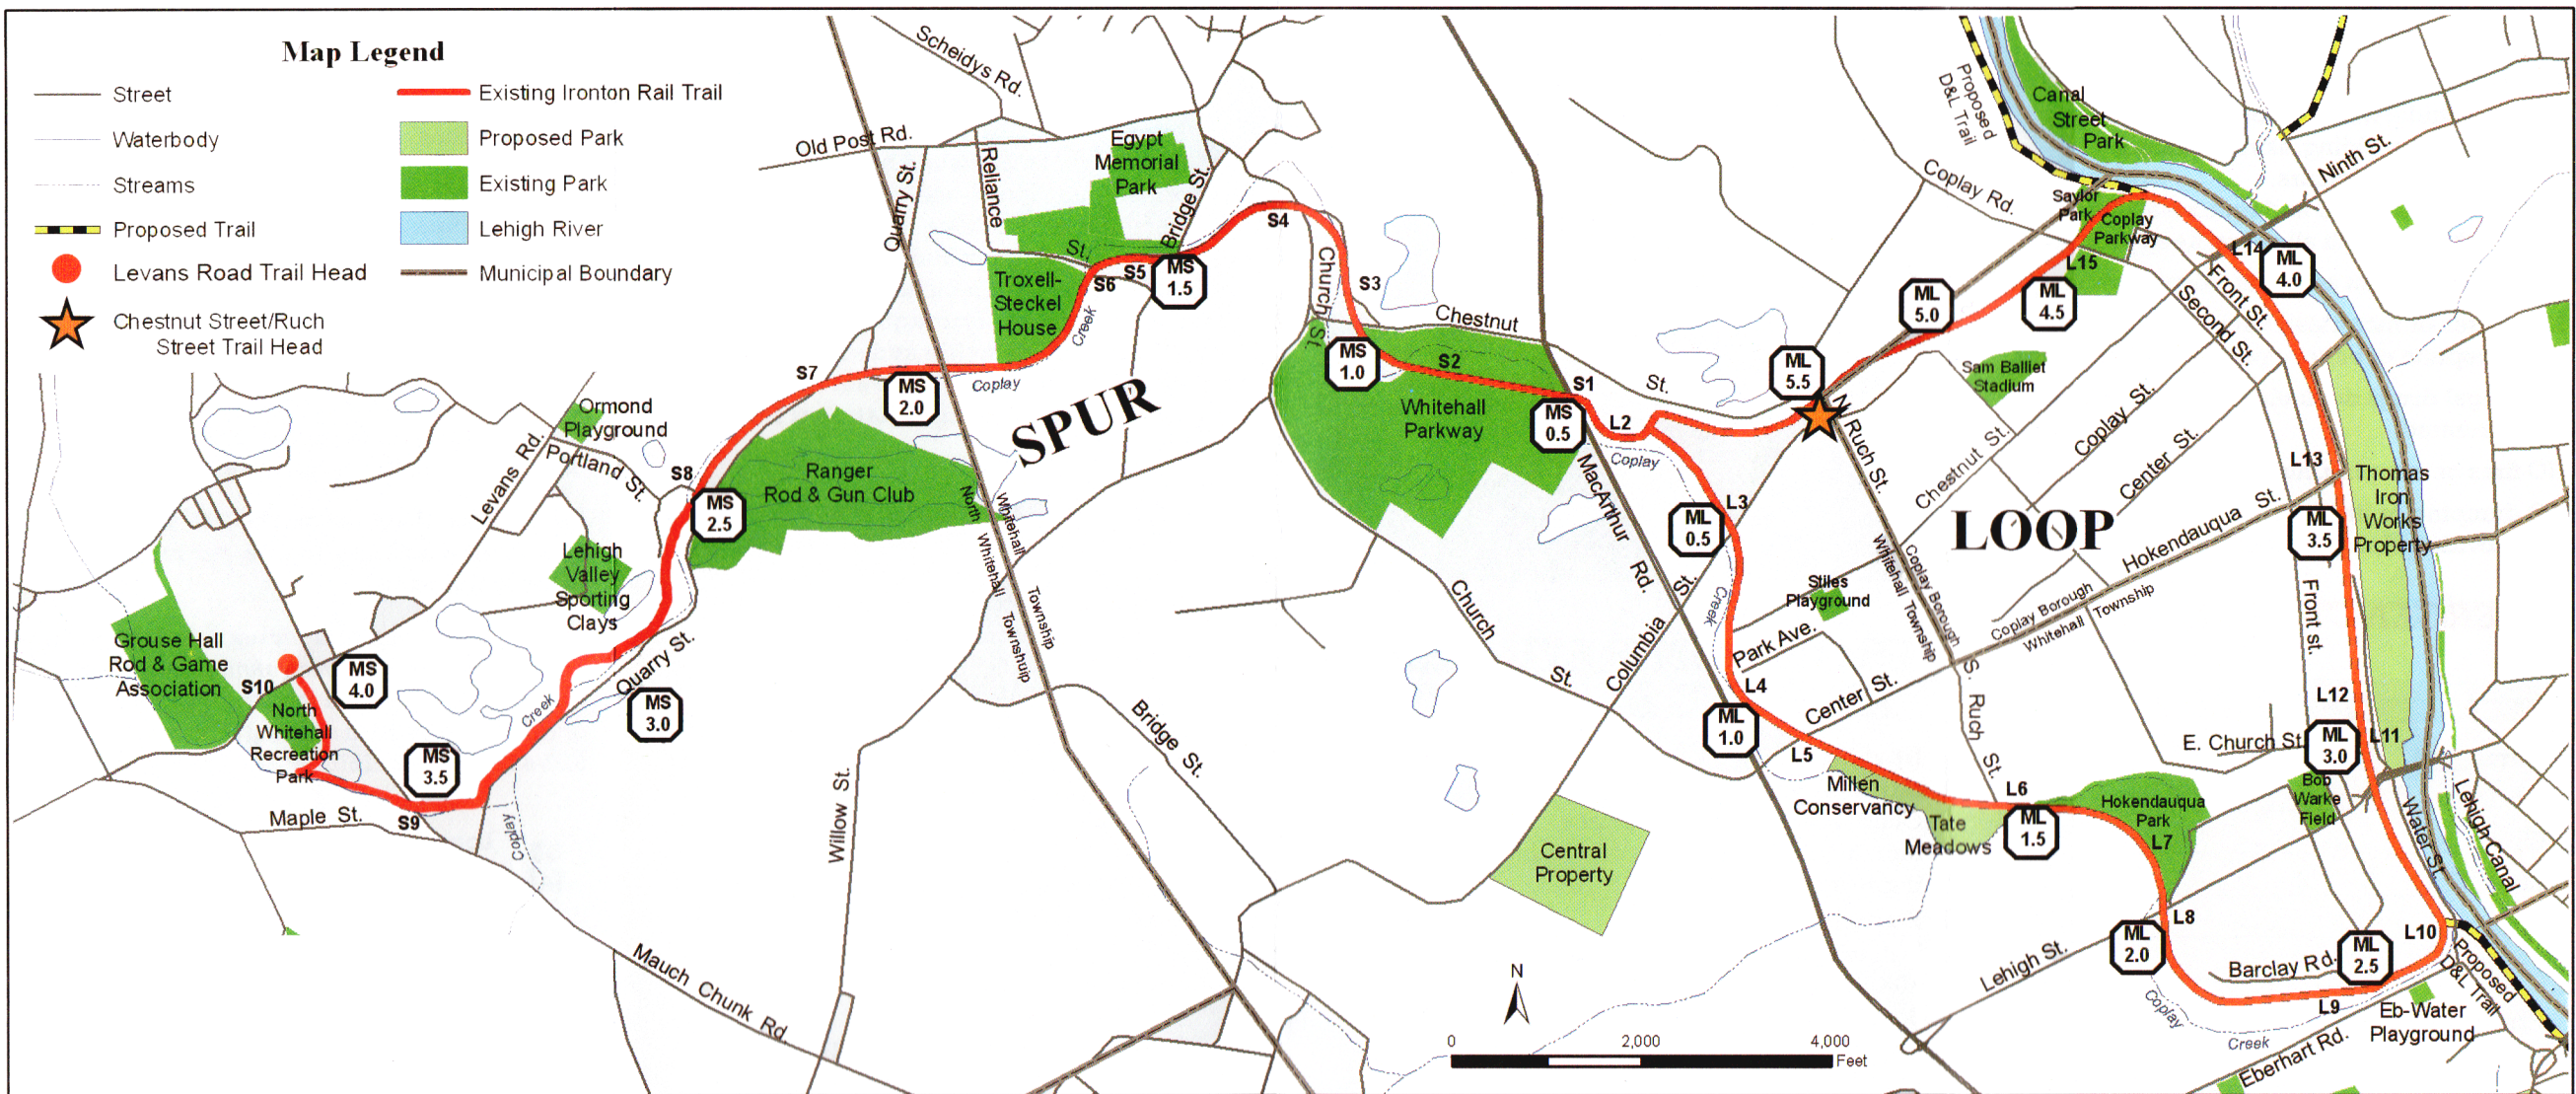 Map Legend
Street
Waterbody
Streams
Proposed Trail
Levans Road Trail Head
Chestnut Street/Ruch
Street Trail Head
Existing Ironton Rail Trail
Proposed Park
Existing Park
Lehigh River
Municipal Boundary
Scheidys Rd.
Old Post Rd.
Quarry St.
Reliance
St.
Egypt
Memorial
Park
Bridge St.
S4
S5
S6
MS
1.5
Church St.
S3
Troxell-
Steckel
House
Creek
Coplay
S7
MS
2.0
SPUR
Chestnut
St.
MS
1.0
S2
S1
Whitehall
Parkway
MS
0.5
L2
Coplay
MacArthur
Rd.
ML
5.5
ML
5.0
ML
4.5
L15
Proposed
D&L Trail
Canal
Street
Park
Coplay Rd.
Saylor
Park
Coplay
Parkway
Ninth St.
L14
ML
4.0
Front St.
Second St.
Sam Balliet
Stadium
N. Ruch St.
Chestnut St.
Coplay St.
Center St.
LOOP
Hokendauqua St.
L13
Thomas
Iron
Works
Property
ML
3.5
Front st.
Ormond
Playground
Levans Rd.
Portland St.
S8
MS
2.5
Ranger
Rod & Gun Club
North
Whitehall
Whitehall
Township
Townshuip
Lehigh
Valley
Sporting
Clays
Grouse Hall
Rod & Game
Association
S10
MS
4.0
North
Whitehall
Recreation
Park
Creek
Quarry St.
MS
3.0
MS
3.5
S9
Maple St.
Coplay
Willow St.
Mauch Chunk Rd.
Bridge St.
Church
St.
Columbia
St.
ML
0.5
L3
Creek
Stiles
Playground
Park Ave.
Whitehall Township
Coplay Borough
Coplay Borough
Whitehall Township
L4
ML
1.0
Center St.
L5
S. Ruch St.
Millen
Conservancy
Tate
Meadows
L6
ML
1.5
Hokendauqua
Park
L7
E. Church St.
L12
ML
3.0
L11
Bob
Warke
Field
Water St.
Lehigh Canal
Central
Property
L8
ML
2.0
Lehigh St.
Barclay Rd.
ML
2.5
L10
L9
Proposed
D&L Trail
Eb-Water
Playground
Coplay
Creek
Eberhart Rd.
N
0
2,000
4,000
Feet